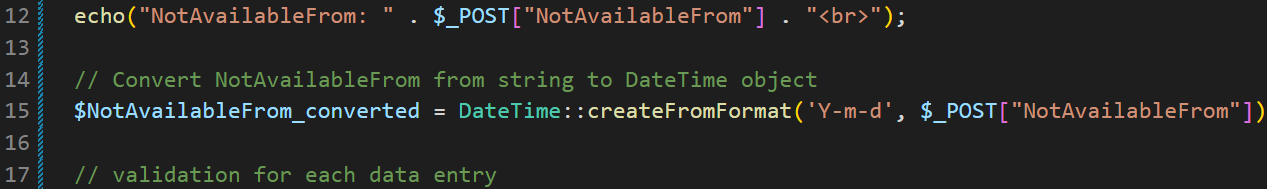 12 echo("NotAvailableFrom: " . $_POST["NotAvailableFrom"] . "<br>");
13
14 // Convert NotAvailableFrom from string to DateTime object
15 $NotAvailableFrom_converted = DateTime::createFromFormat('Y-m-d', $_POST["NotAvailableFrom"])
16
17 // validation for each data entry